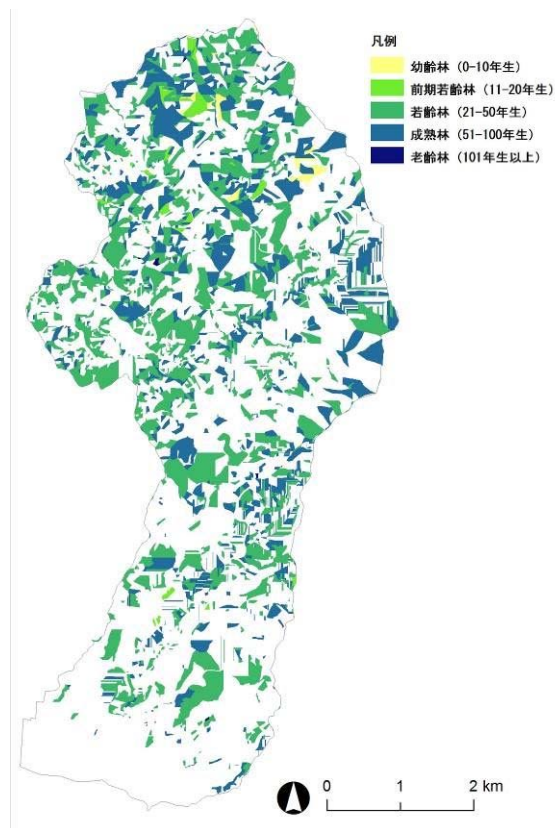 凡例
幼齢林（0-10年生）
前期若齢林（11-20年生）
若齢林（21-50年生）
成熟林（51-100年生）
老齢林（101年生以上）
0 1 2 km